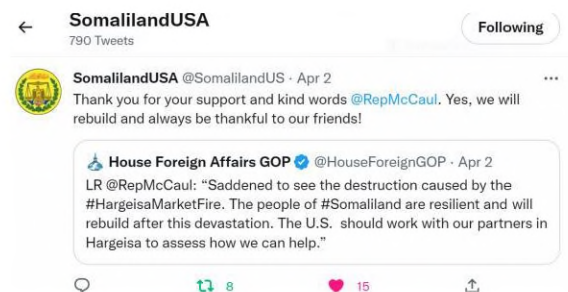 SomalilandUSA
790 Tweets
Following
SomalilandUSA @SomalilandUS · Apr 2
Thank you for your support and kind words @RepMcCaul. Yes, we will
rebuild and always be thankful to our friends!
House Foreign Affairs GOP @HouseForeignGOP · Apr 2
LR @RepMcCaul: “Saddened to see the destruction caused by the
#HargeisaMarketFire. The people of #Somaliland are resilient and will
rebuild after this devastation. The U.S. should work with our partners in
Hargeisa to assess how we can help.”
8 15